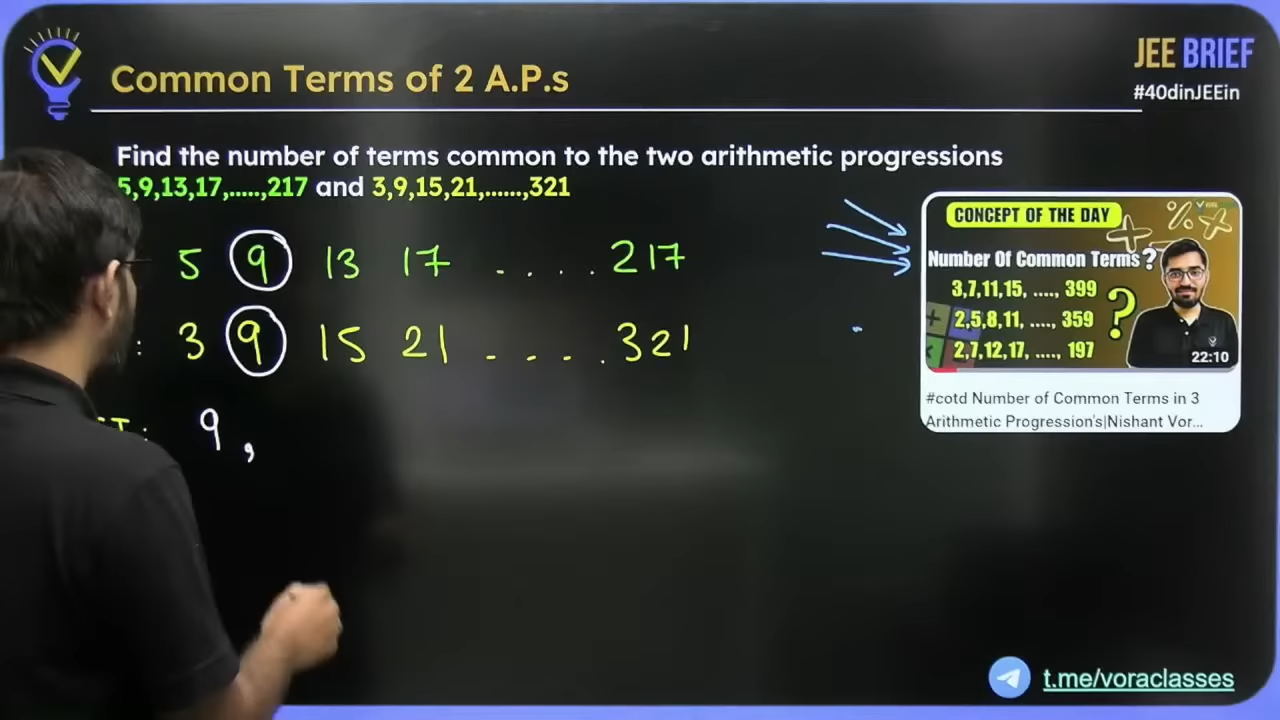 Common Terms of 2 A.P.s
JEE BRIEF
#40dinJEEin
Find the number of terms common to the two arithmetic progressions
5,9,13,17,.....,217 and 3,9,15,21,......,321
5 9 13 17 . . . . . 217
: 3 9 15 21 . . . . . 321
: 9 ,
CONCEPT OF THE DAY
Number Of Common Terms ?
3,7,11,15, ...., 399
2,5,8,11, ...., 359
2,7,12,17, ...., 197
?
22:10
#cotd Number of Common Terms in 3
Arithmetic Progression's|Nishant Vor...
t.me/voraclasses